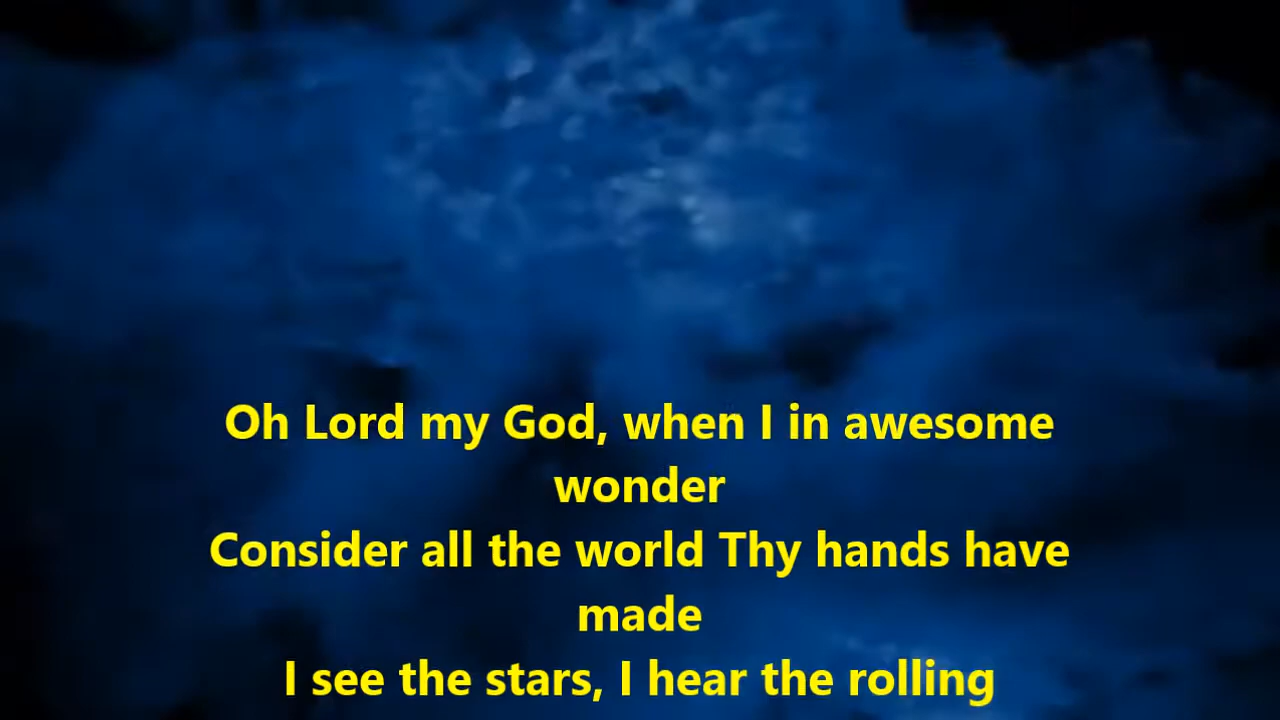 Oh Lord my God, when I in awesome
wonder
Consider all the world Thy hands have
made
I see the stars, I hear the rolling